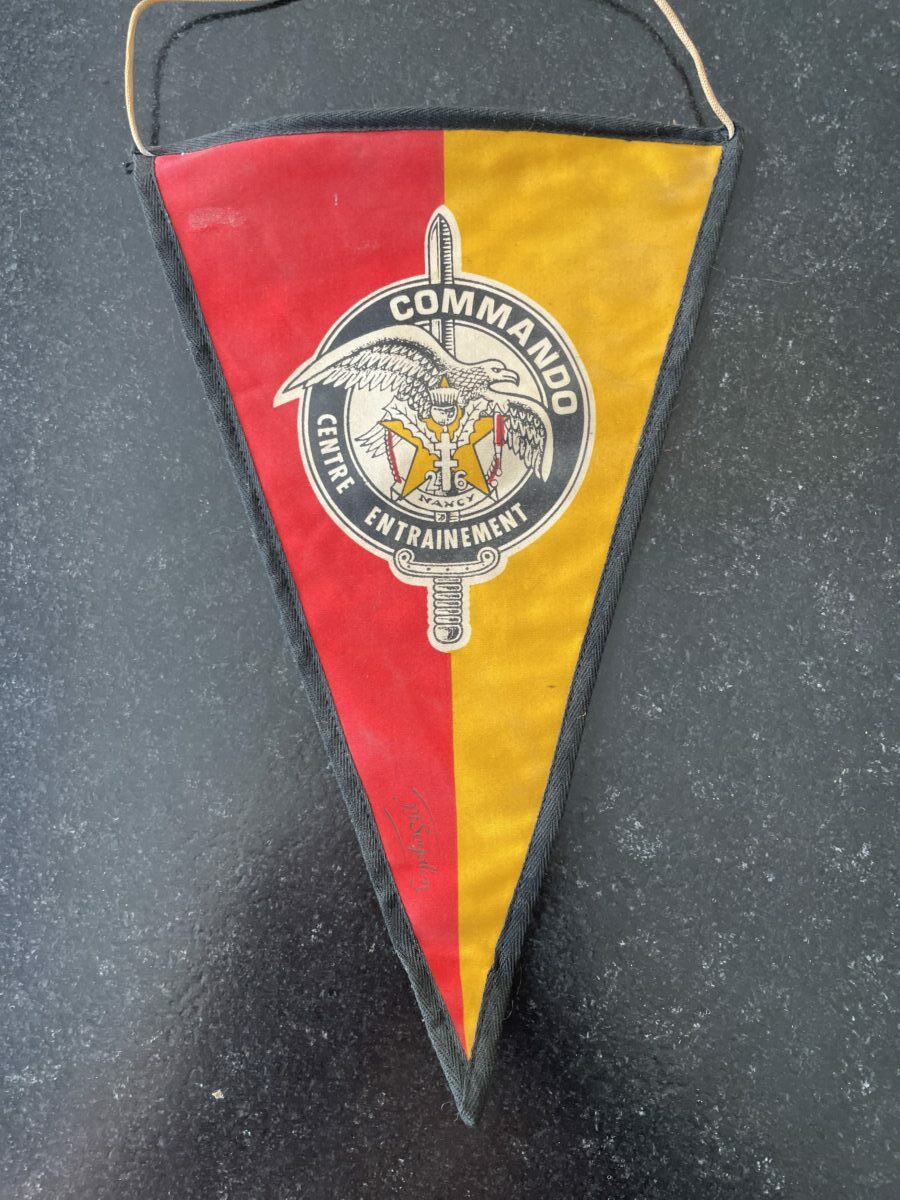 COMMANDO
CENTRE
ENTRAINEMENT
26
NANCY